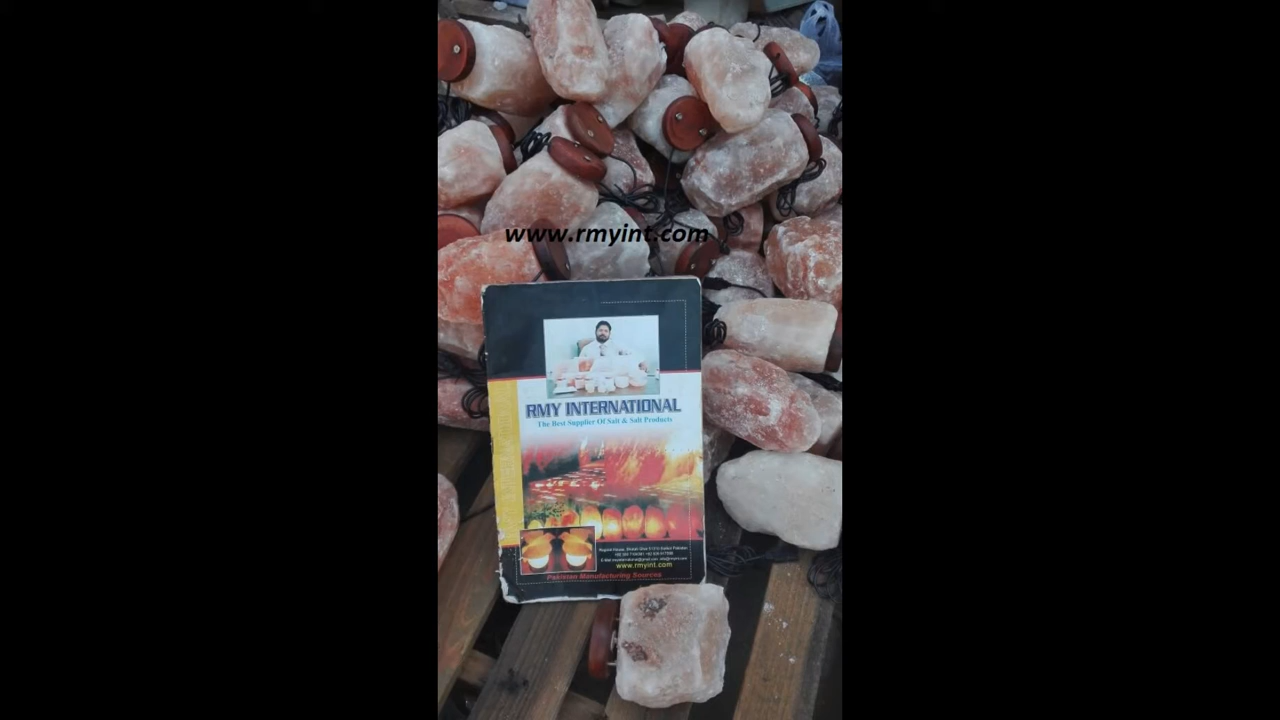 www.rmyint.com
RMY INTERNATIONAL
The Best Supplier Of Salt & Salt Products
www.rmyint.com
Pakistan Manufacturing Sources